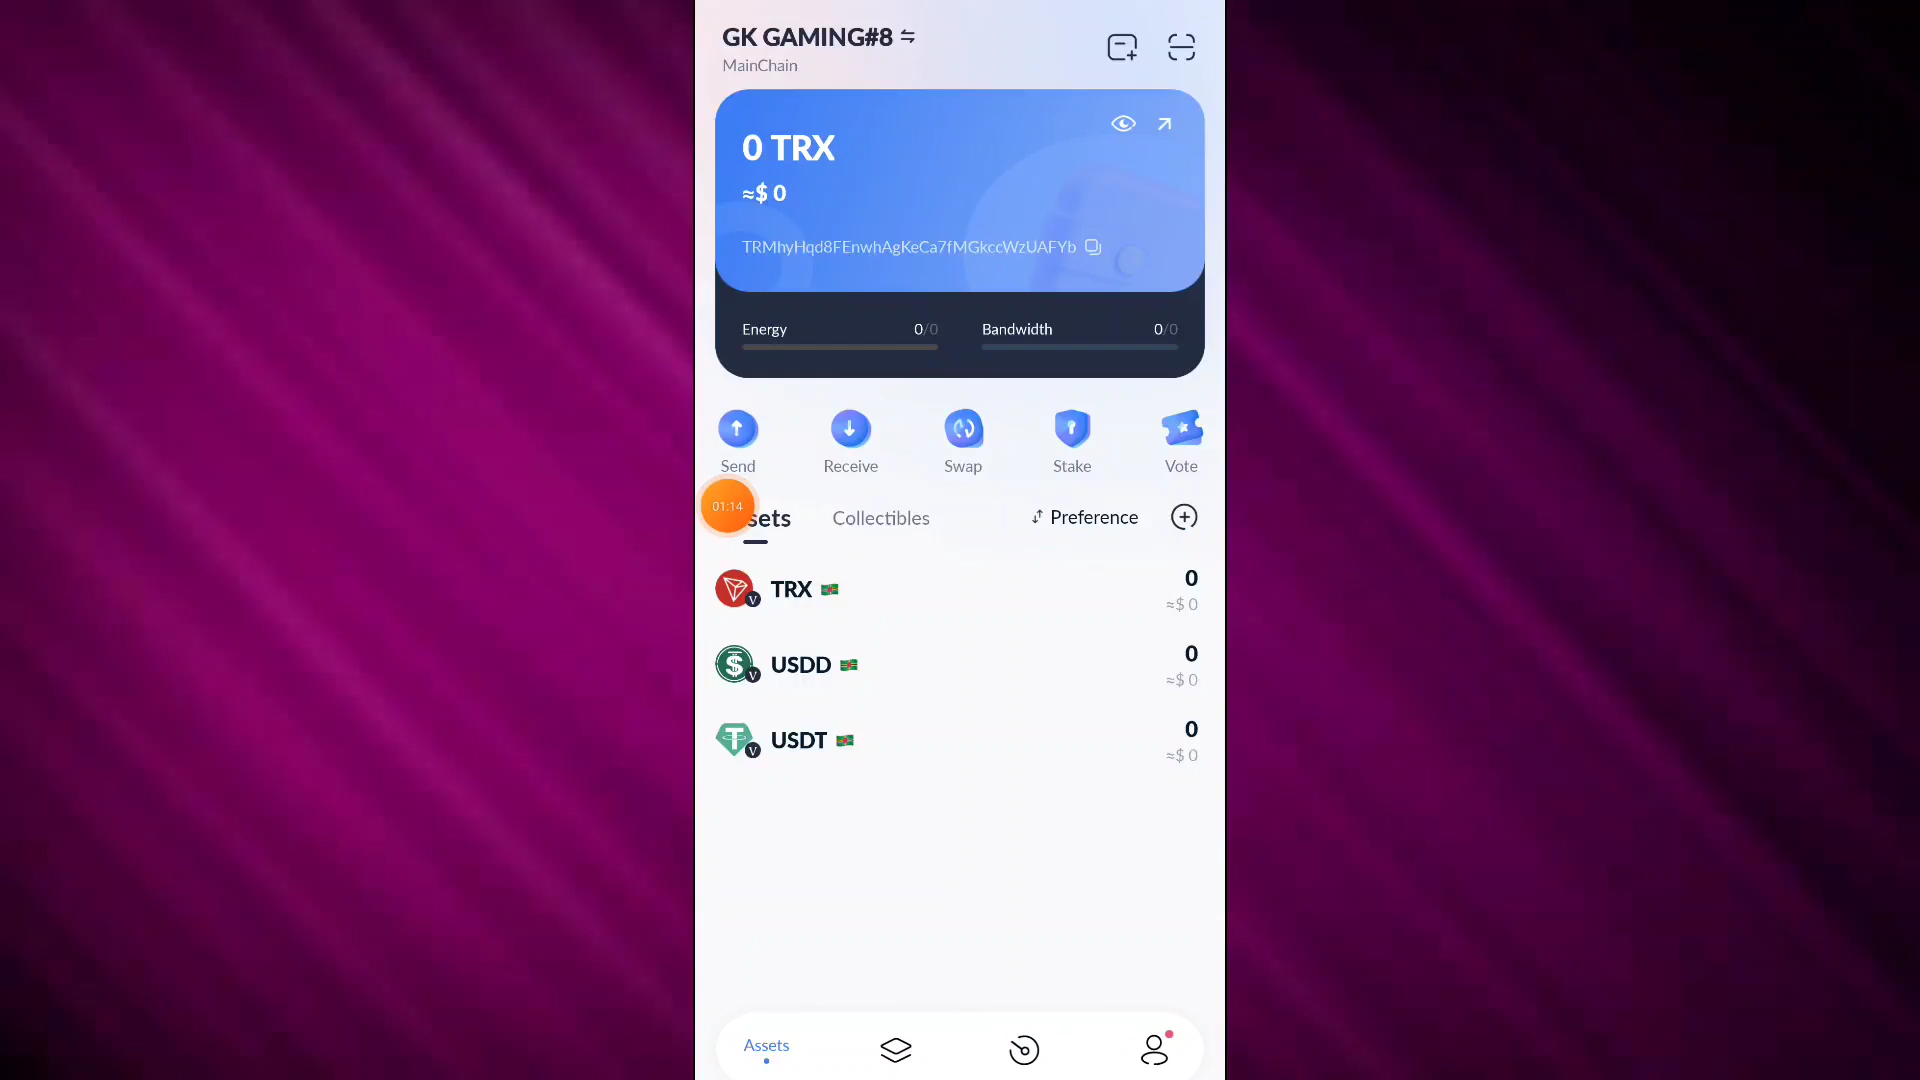 GK GAMING#8
MainChain
0 TRX
≈$ 0
TRMhyHqd8FEnwhAgKeCa7fMGkccWzUAFYb
Energy 0/0 Bandwidth 0/0
Send Receive Swap Stake Vote
01:14
sets Collectibles Preference
TRX 0
≈$ 0
USDD 0
≈$ 0
USDT 0
≈$ 0
Assets